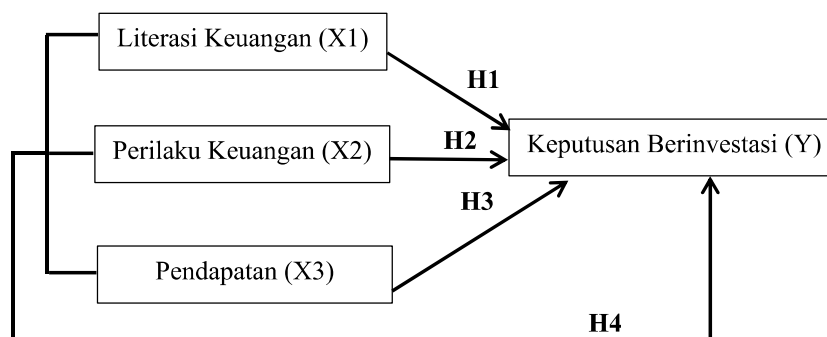 Literasi Keuangan (X1)
H1
Perilaku Keuangan (X2)
H2
Keputusan Berinvestasi (Y)
H3
Pendapatan (X3)
H4